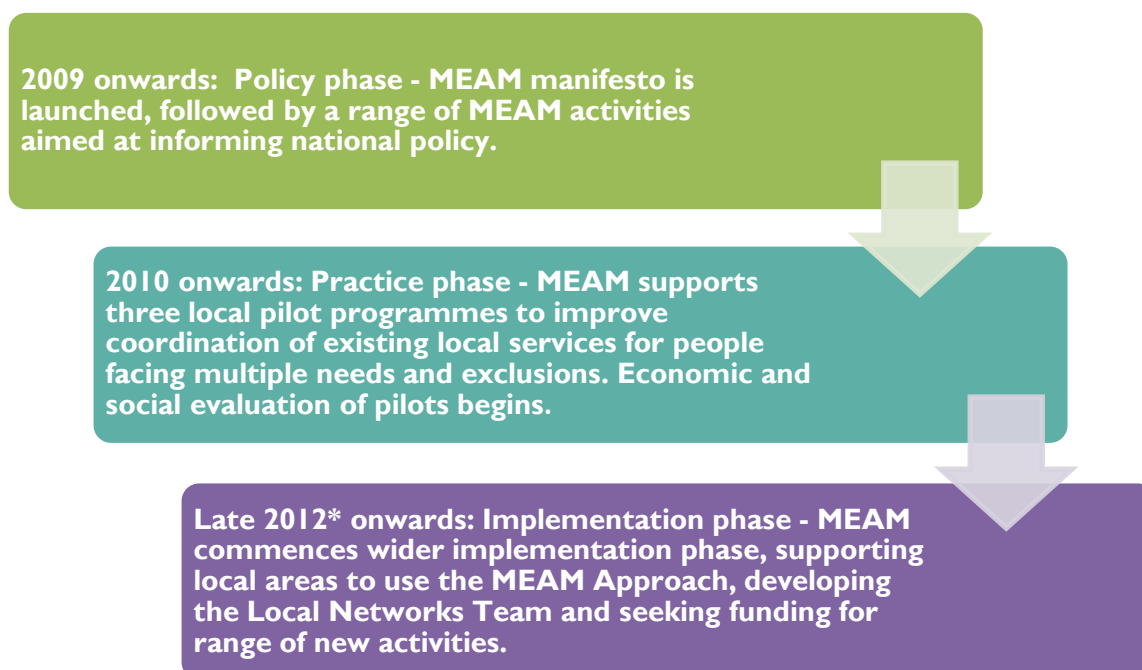 2009 onwards:  Policy phase - MEAM manifesto is
launched, followed by a range of MEAM activities
aimed at informing national policy.
2010 onwards: Practice phase - MEAM supports
three local pilot programmes to improve
coordination of existing local services for people
facing multiple needs and exclusions. Economic and
social evaluation of pilots begins.
Late 2012* onwards: Implementation phase - MEAM
commences wider implementation phase, supporting
local areas to use the MEAM Approach, developing
the Local Networks Team and seeking funding for
range of new activities.